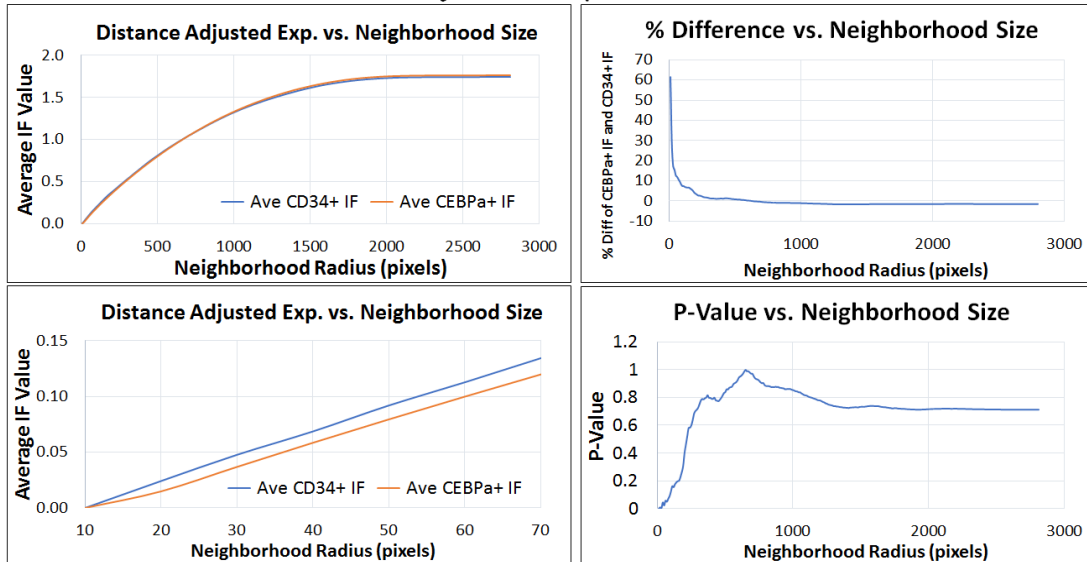 Distance Adjusted Exp. vs. Neighborhood Size
Average IF Value
2.0
1.5
1.0
0.5
0.0
Ave CD34+ IF
Ave CEBPa+ IF
0
500
1000
1500
2000
2500
3000
Neighborhood Radius (pixels)
% Difference vs. Neighborhood Size
% Diff of CEBPa+ IF and CD34+ IF
70
60
50
40
30
20
10
0
-10
0
1000
2000
3000
Neighborhood Radius (pixels)
Distance Adjusted Exp. vs. Neighborhood Size
Average IF Value
0.15
0.10
0.05
0.00
Ave CD34+ IF
Ave CEBPa+ IF
10
20
30
40
50
60
70
Neighborhood Radius (pixels)
P-Value vs. Neighborhood Size
P-Value
1.2
1
0.8
0.6
0.4
0.2
0
0
1000
2000
3000
Neighborhood Radius (pixels)